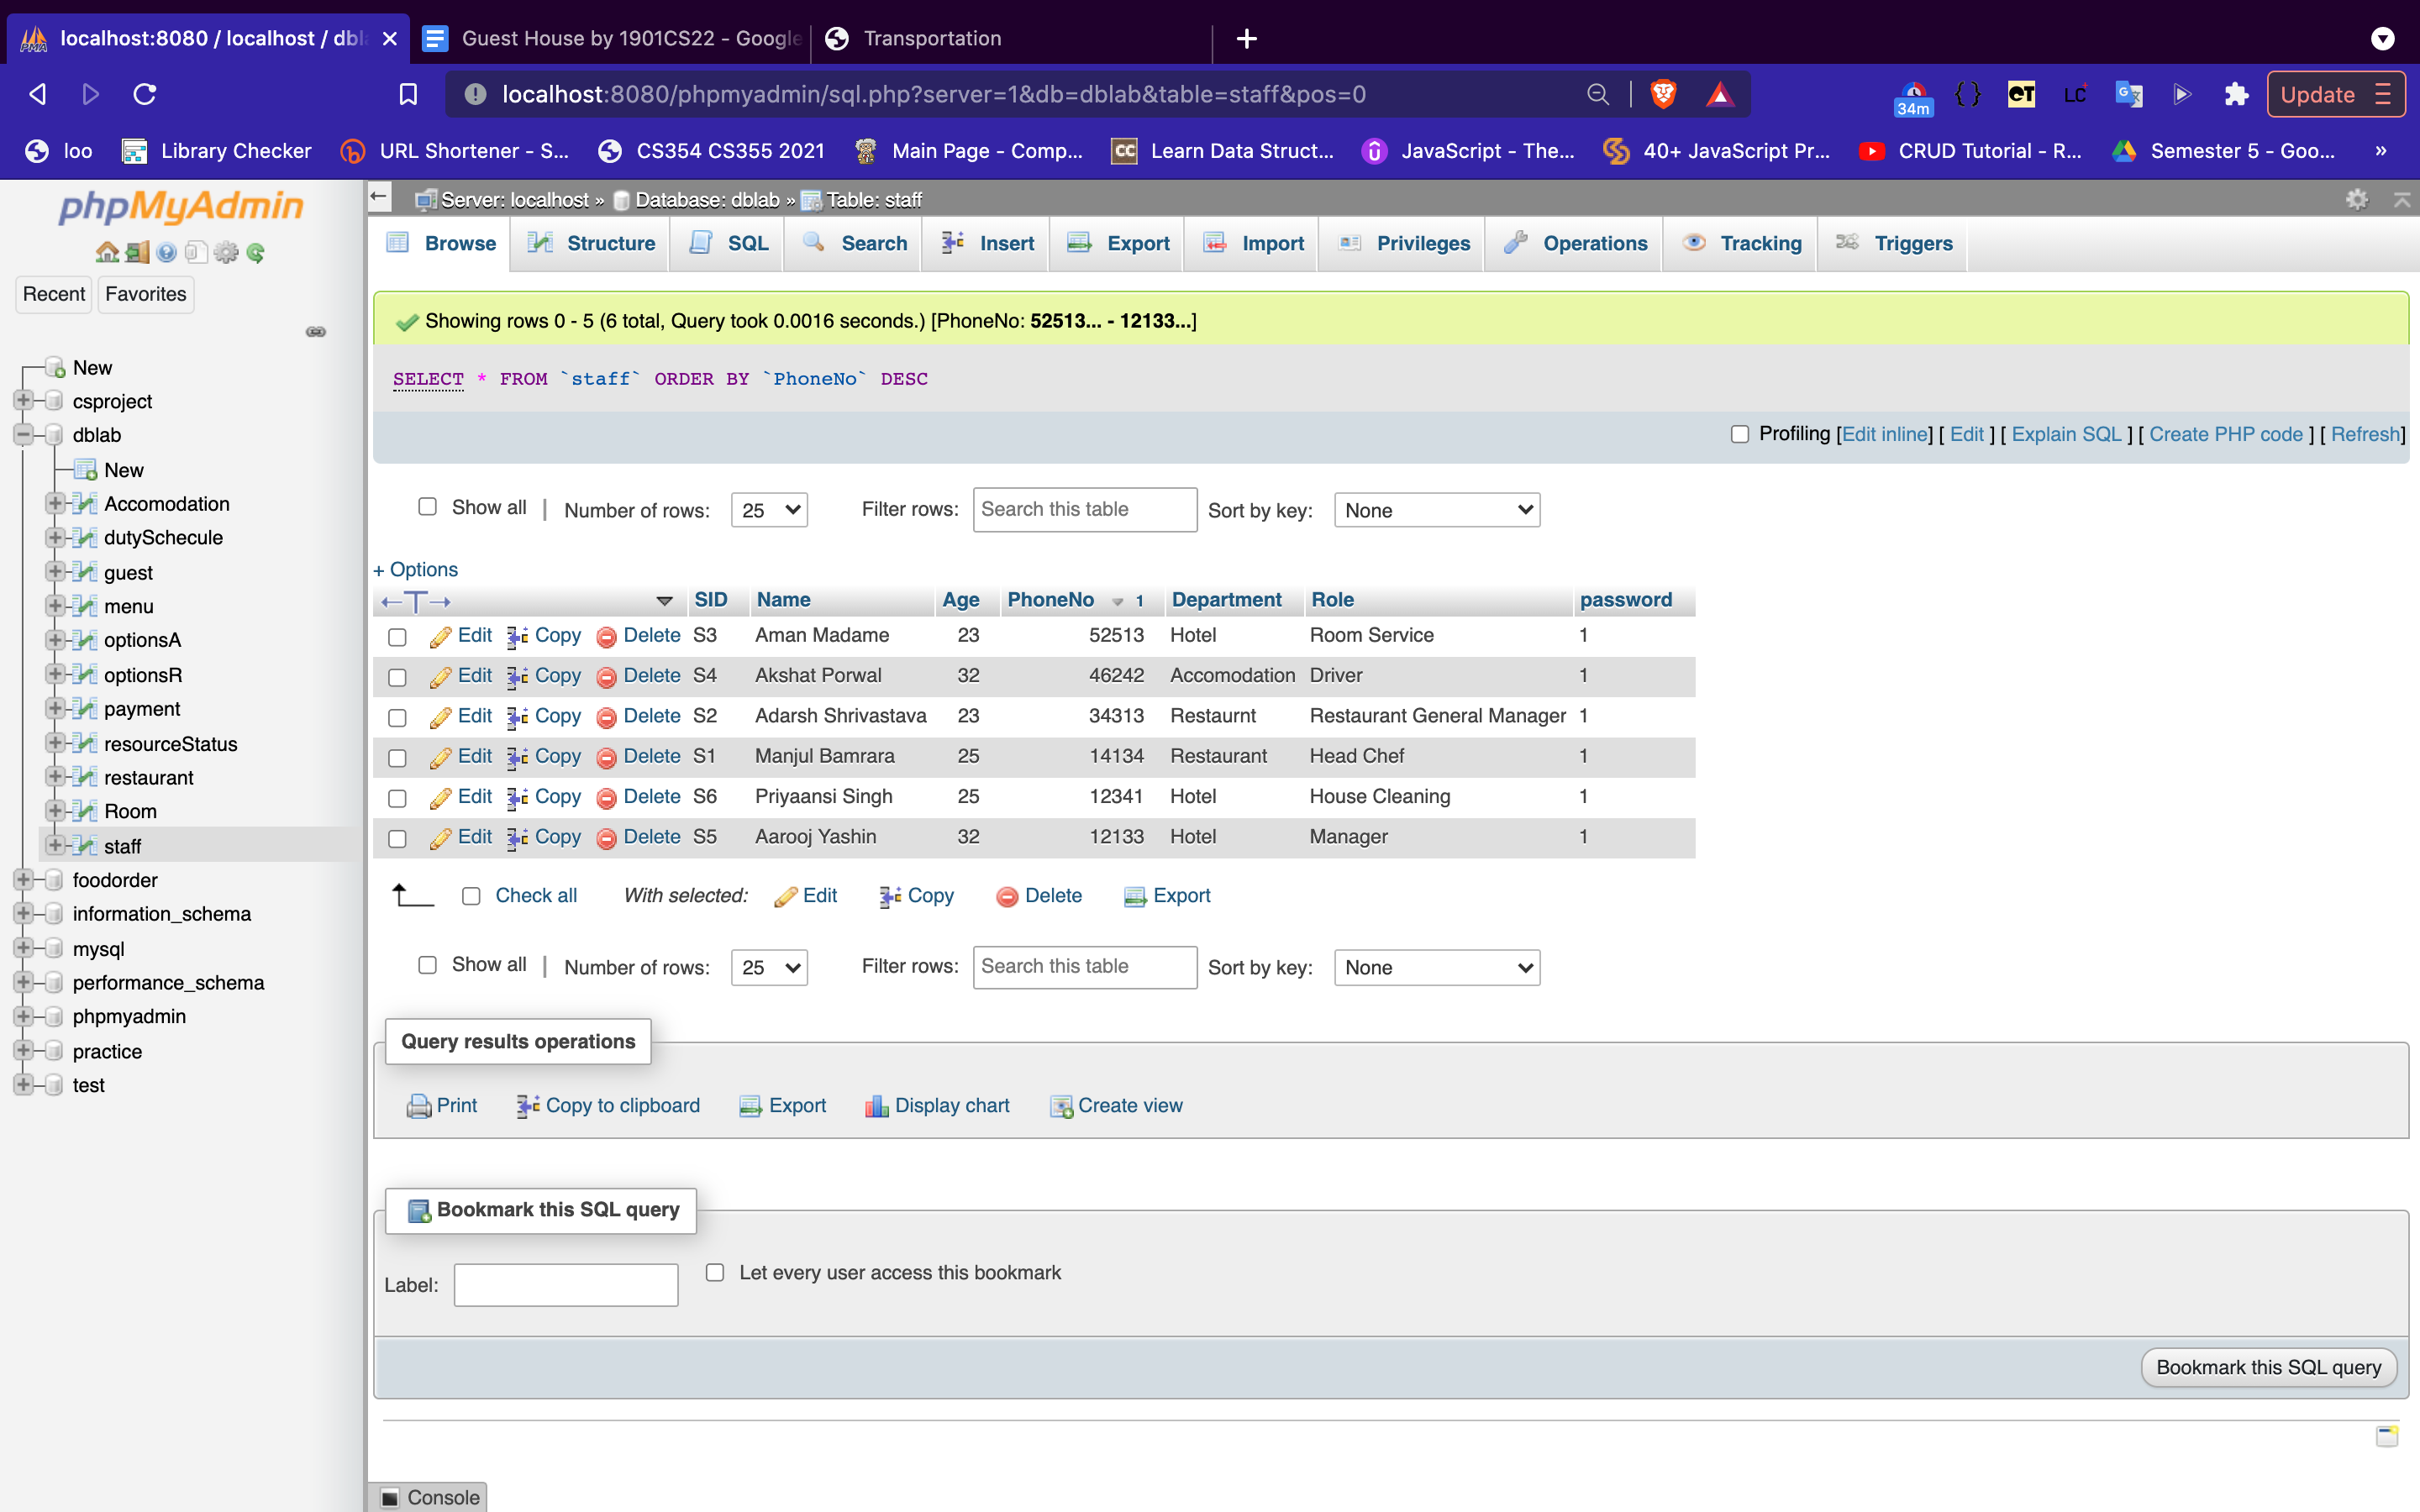 localhost:8080 / localhost / dbl
Guest House by 1901CS22 - Google
Transportation
localhost:8080/phpmyadmin/sql.php?server=1&db=dblab&table=staff&pos=0
34m
LC
Update
loo
Library Checker
URL Shortener - S...
CS354 CS355 2021
Main Page - Comp...
Learn Data Struct...
JavaScript - The...
40+ JavaScript Pr...
CRUD Tutorial - R...
Semester 5 - Goo...
»
phpMyAdmin
Recent Favorites
New
csproject
dblab
New
Accomodation
dutySchecule
guest
menu
optionsA
optionsR
payment
resourceStatus
restaurant
Room
staff
foodorder
information_schema
mysql
performance_schema
phpmyadmin
practice
test
Server: localhost » Database: dblab » Table: staff
Browse Structure SQL Search Insert Export Import Privileges Operations Tracking Triggers
Showing rows 0 - 5 (6 total, Query took 0.0016 seconds.) [PhoneNo: 52513... - 12133...]
SELECT * FROM `staff` ORDER BY `PhoneNo` DESC
Profiling [Edit inline] [ Edit ] [ Explain SQL ] [ Create PHP code ] [ Refresh]
Show all | Number of rows: 25 Filter rows: Search this table Sort by key: None
+ Options
←T→ SID Name Age PhoneNo 1 Department Role password
Edit Copy Delete S3 Aman Madame 23 52513 Hotel Room Service 1
Edit Copy Delete S4 Akshat Porwal 32 46242 Accomodation Driver 1
Edit Copy Delete S2 Adarsh Shrivastava 23 34313 Restaurnt Restaurant General Manager 1
Edit Copy Delete S1 Manjul Bamrara 25 14134 Restaurant Head Chef 1
Edit Copy Delete S6 Priyaansi Singh 25 12341 Hotel House Cleaning 1
Edit Copy Delete S5 Aarooj Yashin 32 12133 Hotel Manager 1
Check all With selected: Edit Copy Delete Export
Show all | Number of rows: 25 Filter rows: Search this table Sort by key: None
Query results operations
Print Copy to clipboard Export Display chart Create view
Bookmark this SQL query
Label: Let every user access this bookmark
Bookmark this SQL query
Console